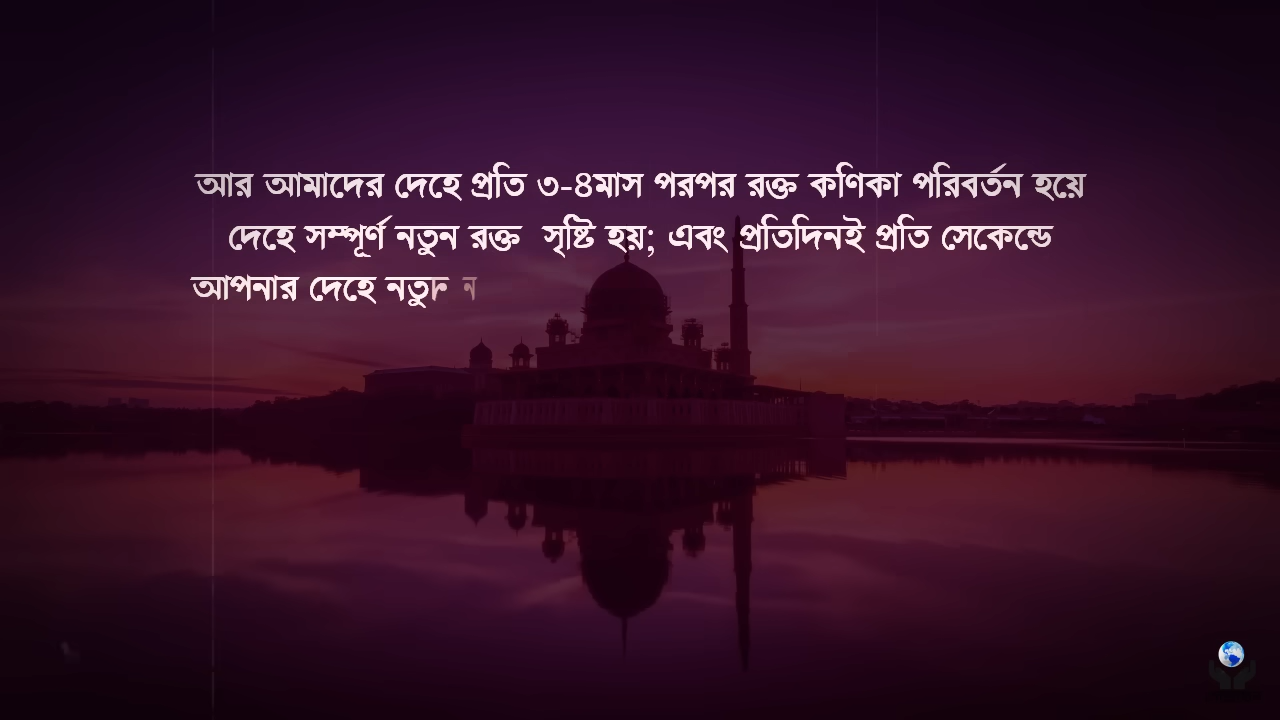 আর আমাদের দেহে প্রতি ৩-৪মাস পরপর রক্ত কণিকা পরিবর্তন হয়ে
দেহে সম্পূর্ণ নতুন রক্ত সৃষ্টি হয়; এবং প্রতিদিনই প্রতি সেকেন্ডে
আপনার দেহে নতুন ন